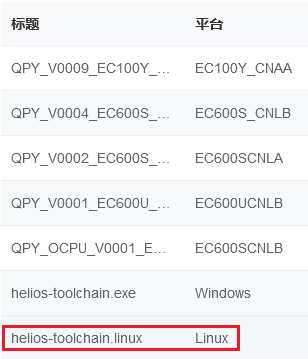 标题 平台
QPY_V0009_EC100Y_... EC100Y_CNAA
QPY_V0004_EC600S_... EC600S_CNLB
QPY_V0002_EC600S_... EC600SCNLA
QPY_V0001_EC600U_... EC600UCNLB
QPY_OCPU_V0001_E... EC600SCNLB
helios-toolchain.exe Windows
helios-toolchain.linux Linux